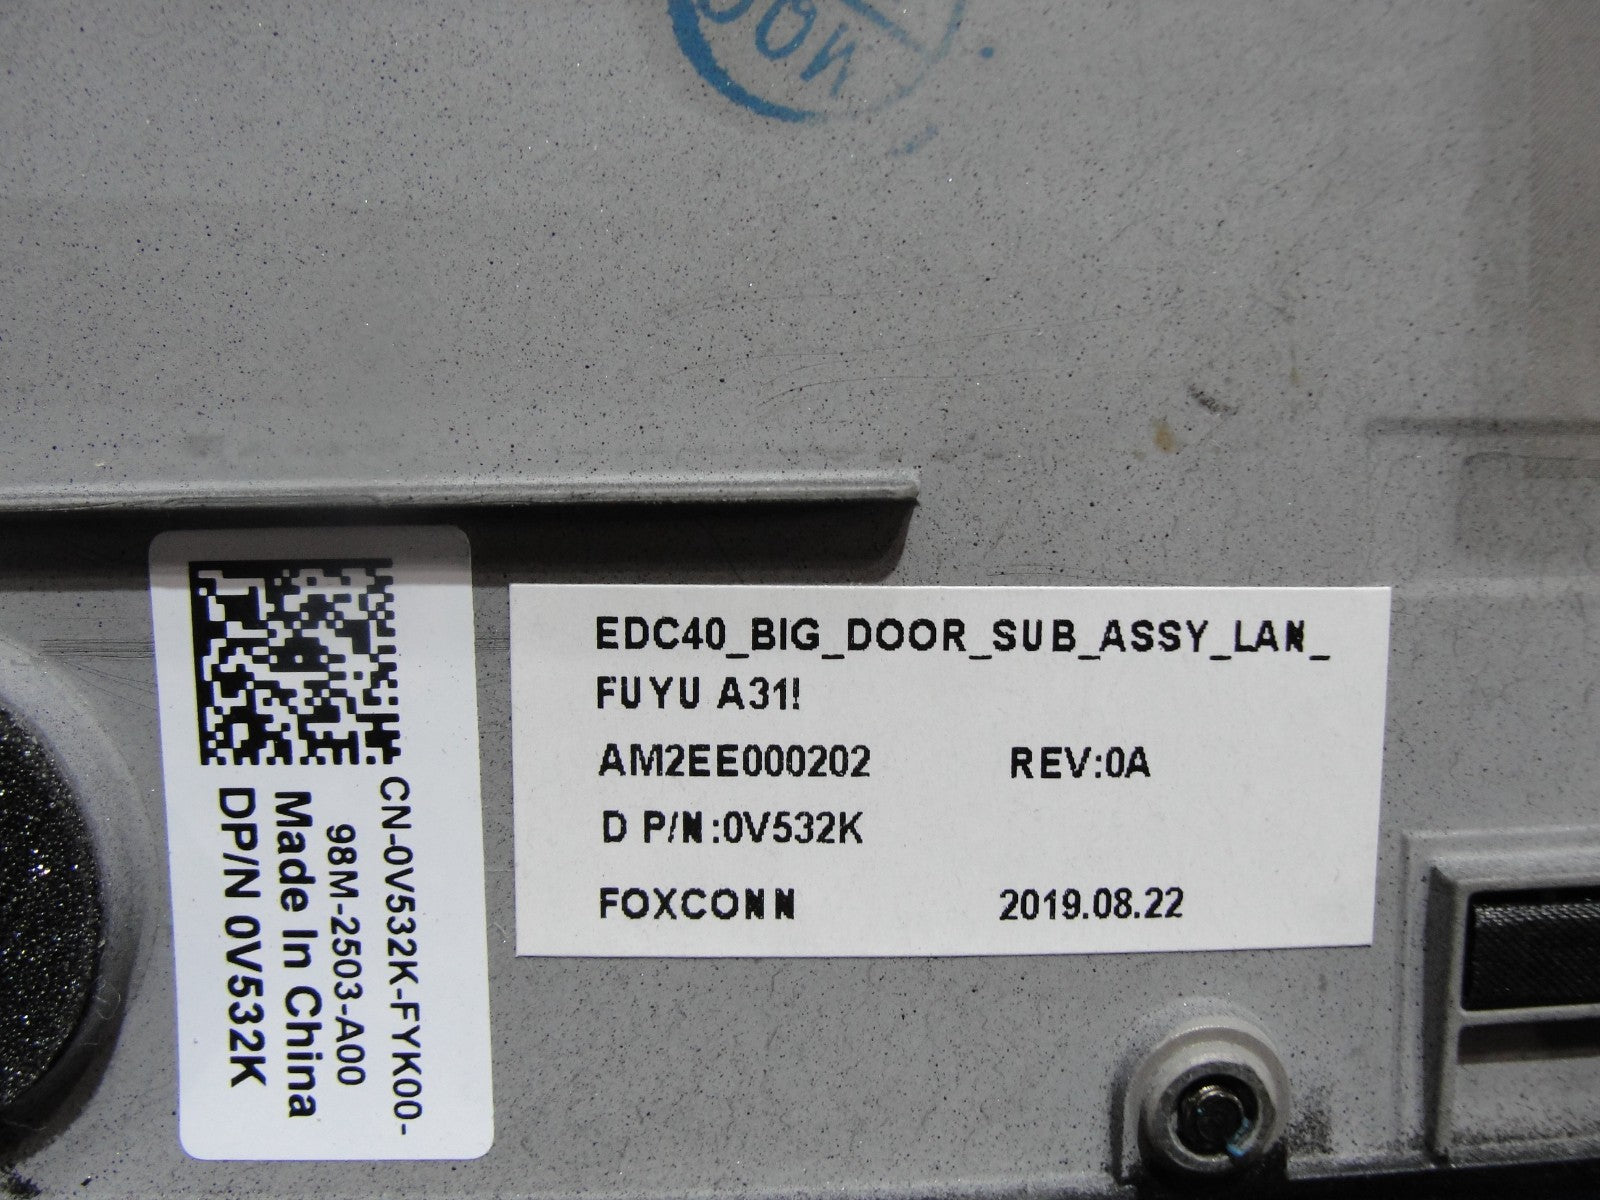 CN-0V532K-FYK00-
98M-2503-A00
Made In China
DP/N 0V532K
EDC40_BIG_DOOR_SUB_ASSY_LAN_
FUYU A31!
AM2EE000202 REV:0A
D P/N:0V532K
FOXCONN 2019.08.22